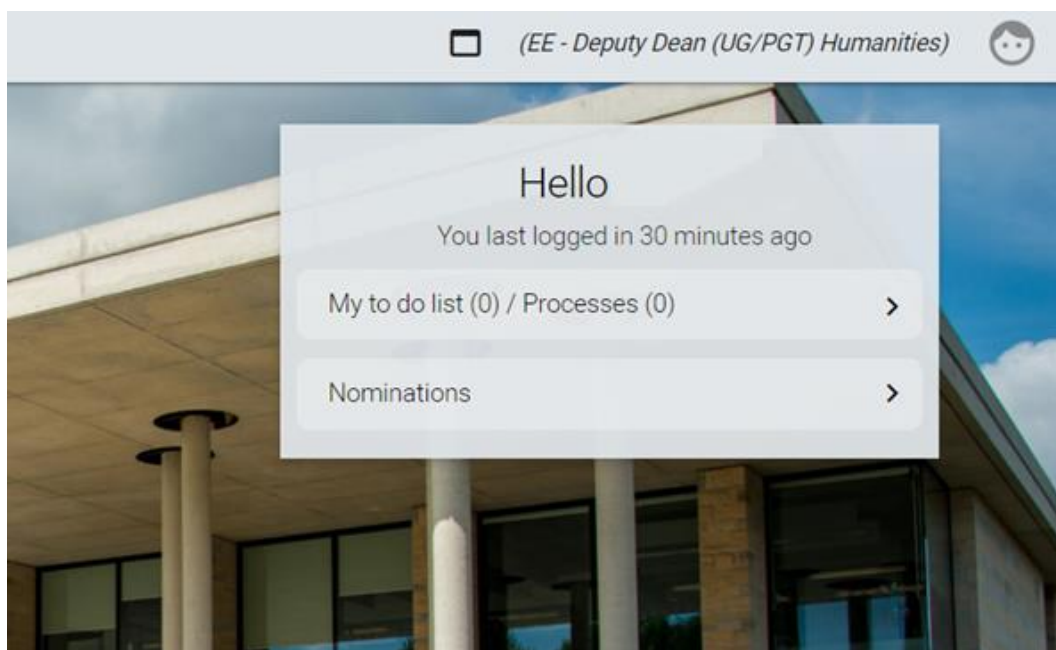 (EE - Deputy Dean (UG/PGT) Humanities)
Hello
You last logged in 30 minutes ago
My to do list (0) / Processes (0)
Nominations